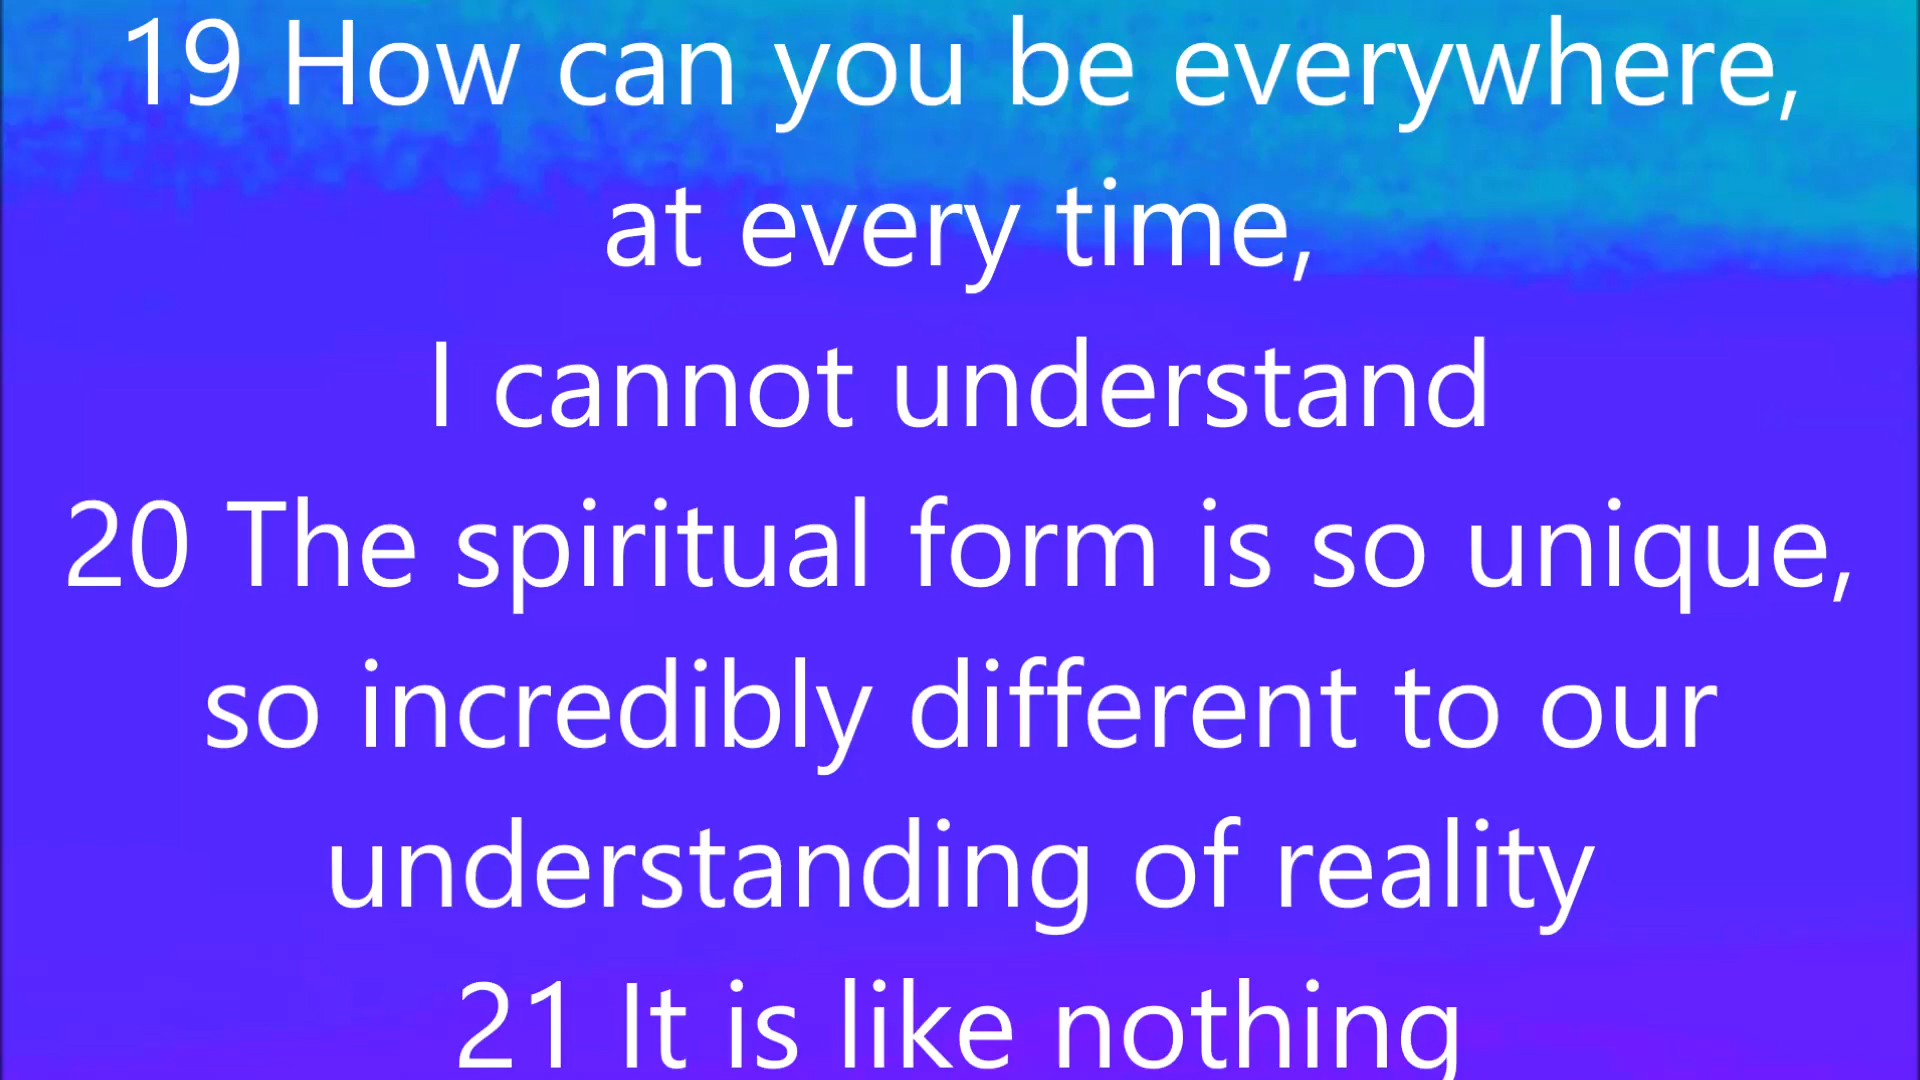 19 How can you be everywhere,
at every time,
I cannot understand
20 The spiritual form is so unique,
so incredibly different to our
understanding of reality
21 It is like nothing